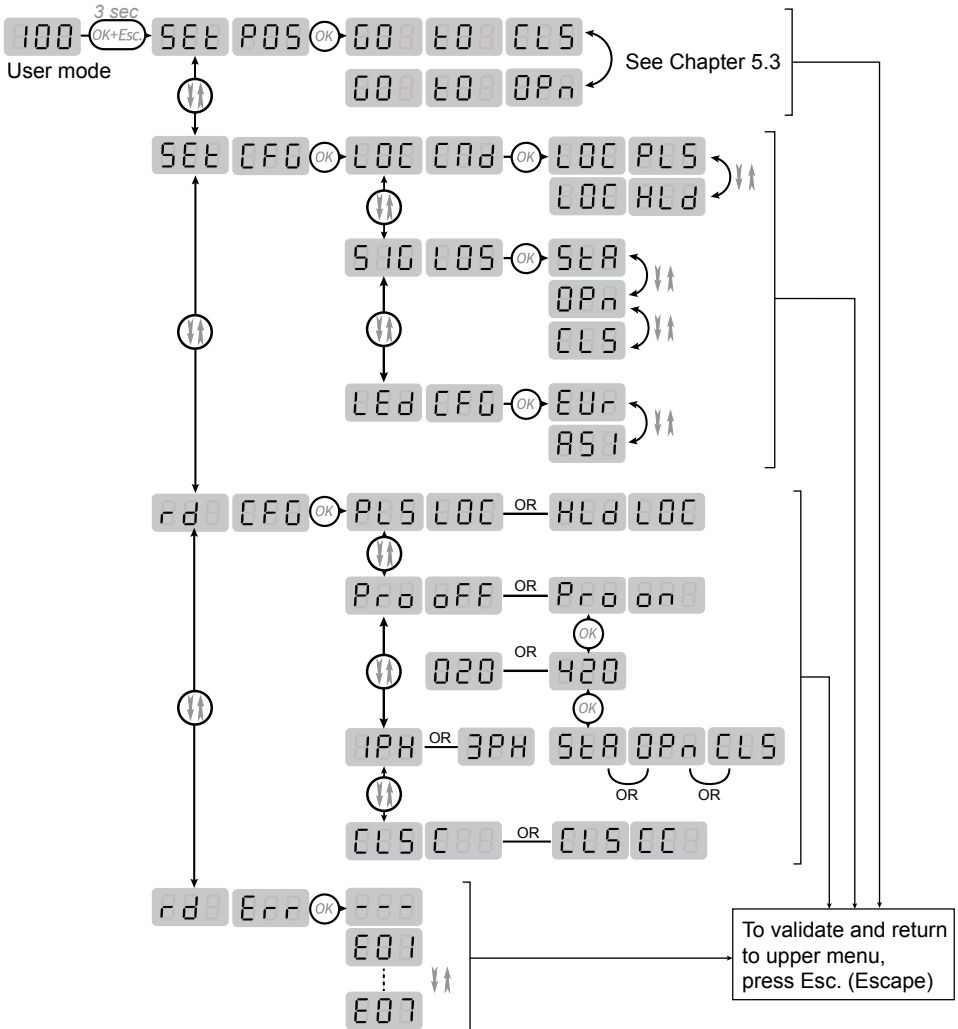 3 sec
100 OK+Esc. SEt POS OK GO tO CLS
User mode
See Chapter 5.3
GO tO OPn
SEt CFG OK LOC CMd OK LOC PLS
LOC HLd
SIG LOS OK StA
OPn
CLS
LEd CFG OK EUr
ASI
rd CFG OK PLS LOC OR HLd LOC
Pro oFF OR Pro on
OK
020 OR 420
OK
1PH OR 3PH StA OPn CLS
OR OR
CLS C OR CLS CC
rd Err OK ---
E01
E07
To validate and return
to upper menu,
press Esc. (Escape)